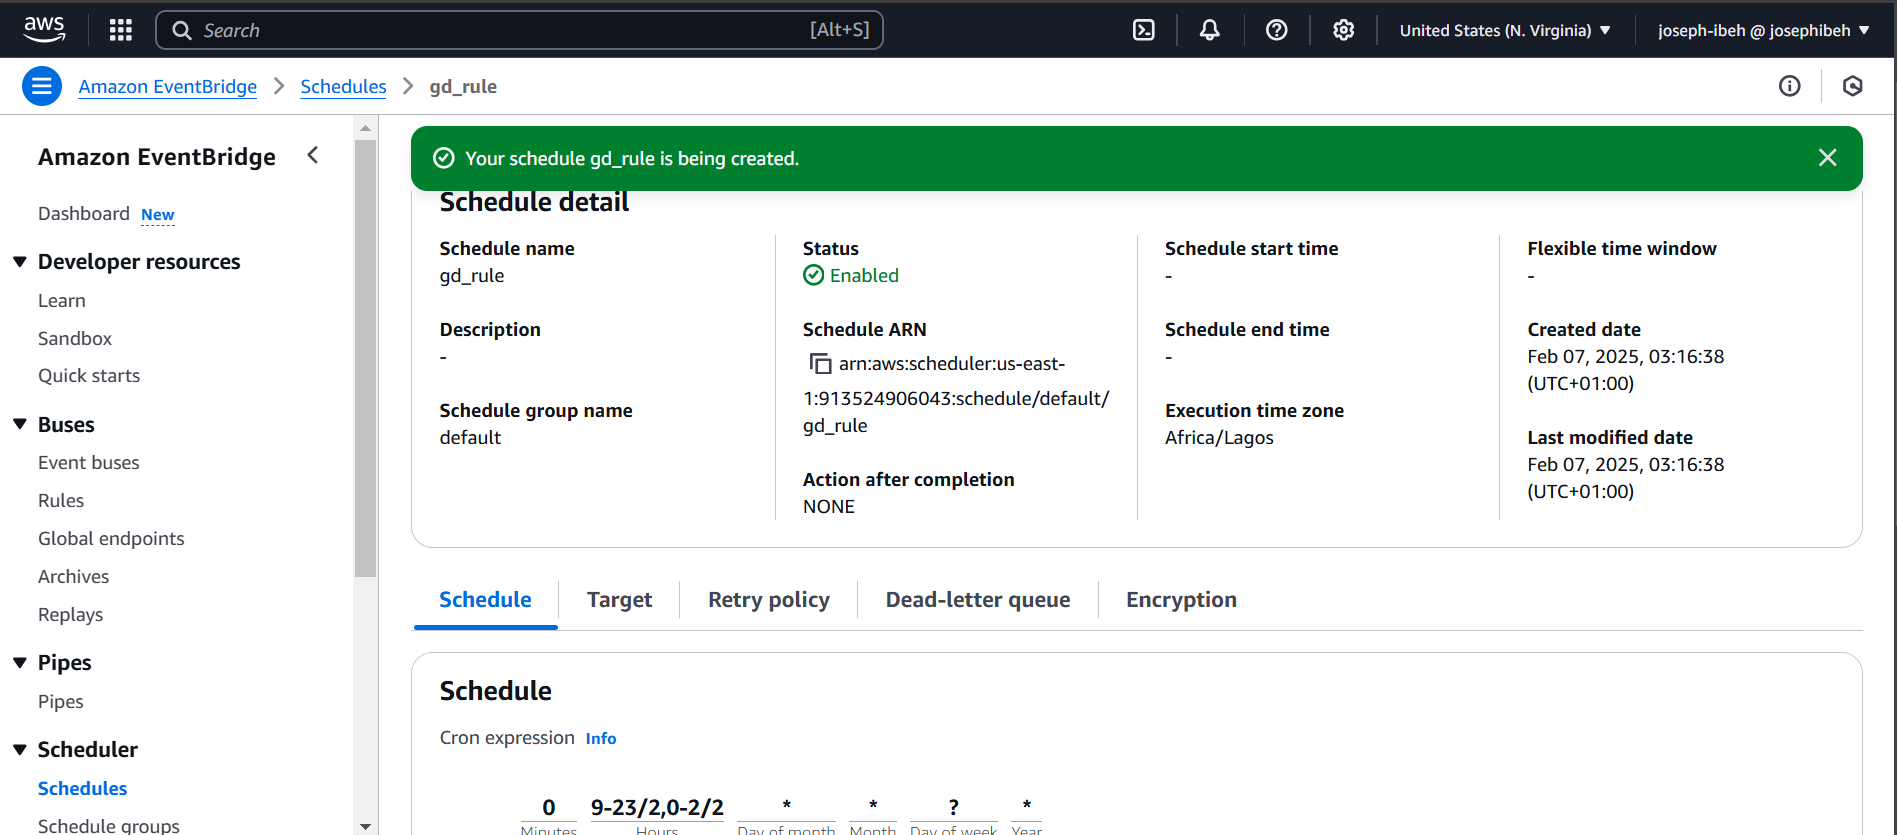 aws
Search [Alt+S]
United States (N. Virginia)
joseph-ibeh @ josephibeh
Amazon EventBridge
Schedules
gd_rule
Amazon EventBridge
Dashboard New
Developer resources
Learn
Sandbox
Quick starts
Buses
Event buses
Rules
Global endpoints
Archives
Replays
Pipes
Pipes
Scheduler
Schedules
Schedule groups
Your schedule gd_rule is being created.
Schedule detail
Schedule name
gd_rule
Description
-
Schedule group name
default
Status
Enabled
Schedule ARN
arn:aws:scheduler:us-east-
1:913524906043:schedule/default/
gd_rule
Action after completion
NONE
Schedule start time
-
Schedule end time
-
Execution time zone
Africa/Lagos
Flexible time window
-
Created date
Feb 07, 2025, 03:16:38
(UTC+01:00)
Last modified date
Feb 07, 2025, 03:16:38
(UTC+01:00)
Schedule
Target
Retry policy
Dead-letter queue
Encryption
Schedule
Cron expression Info
0 9-23/2,0-2/2 * * ? *
Minutes Hours Day of month Month Day of week Year